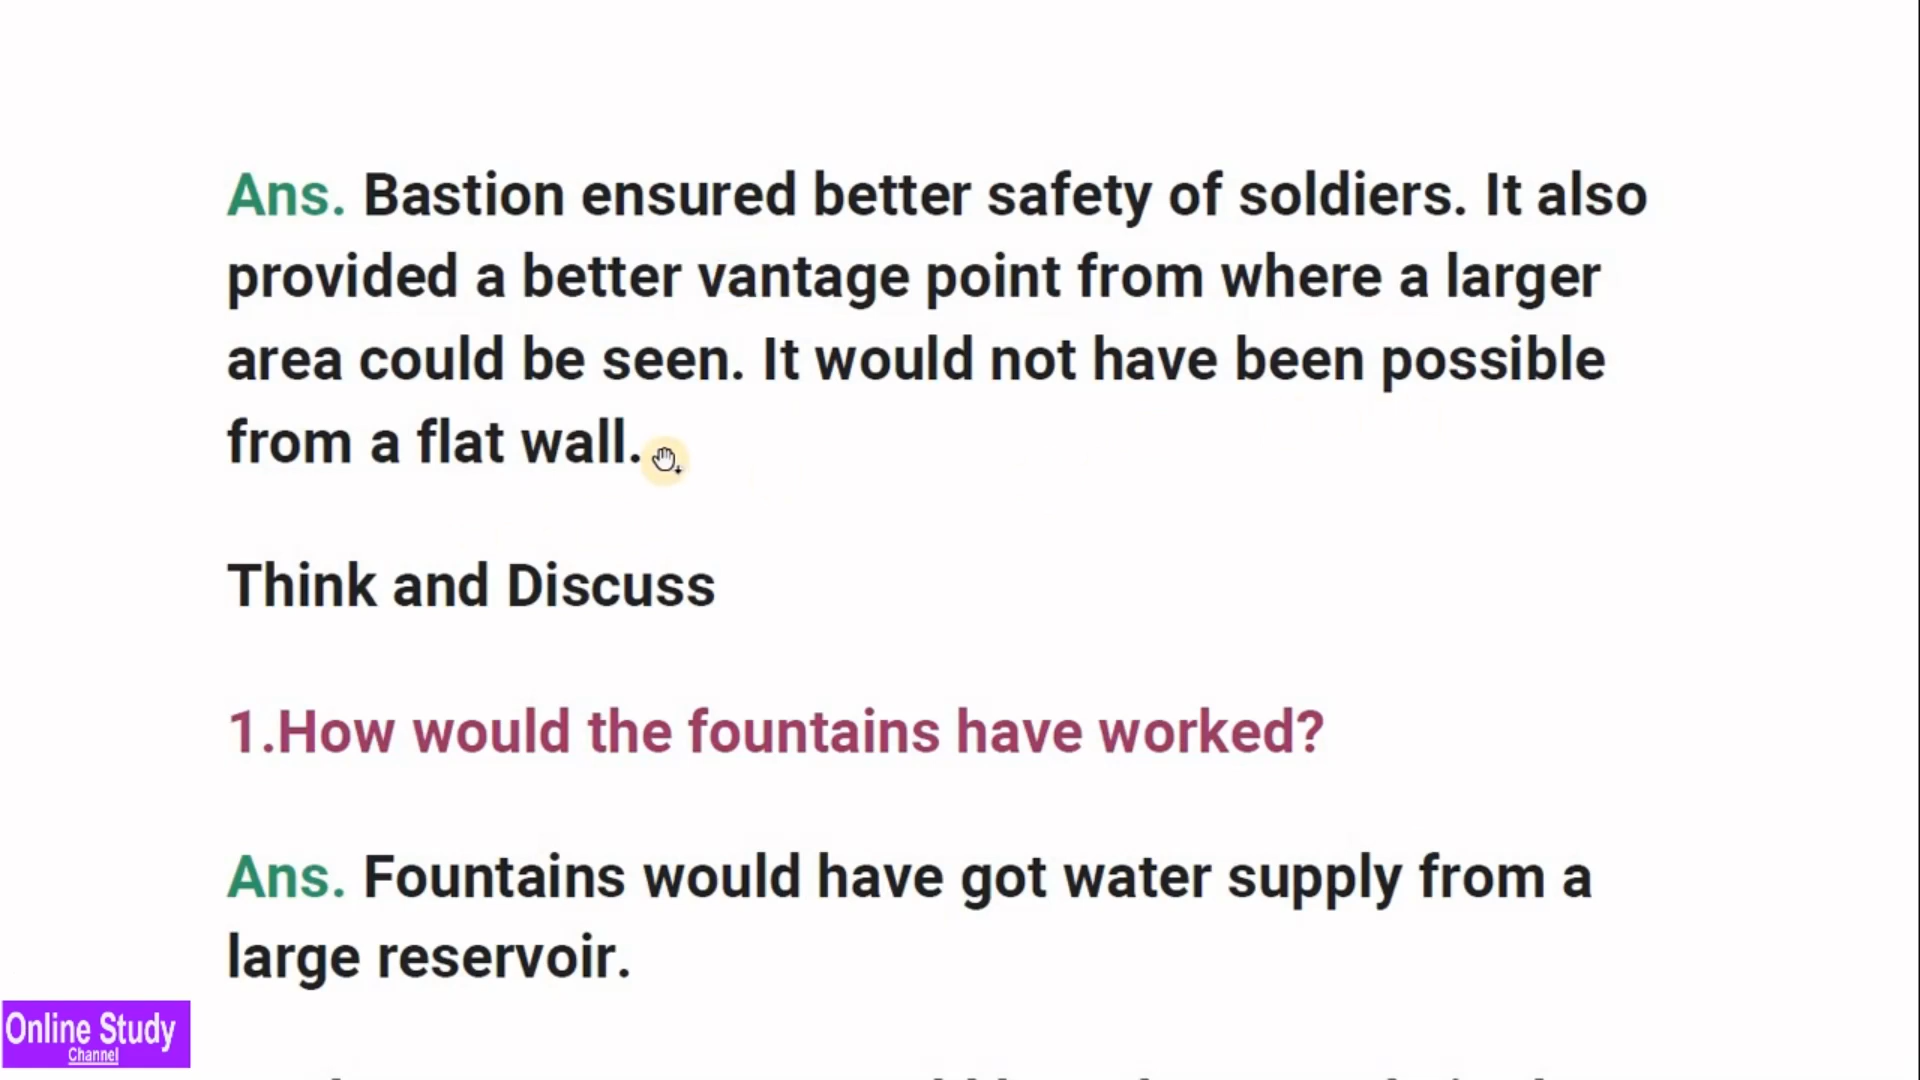 Ans. Bastion ensured better safety of soldiers. It also
provided a better vantage point from where a larger
area could be seen. It would not have been possible
from a flat wall.
Think and Discuss
1.How would the fountains have worked?
Ans. Fountains would have got water supply from a
large reservoir.
Online Study
Channel